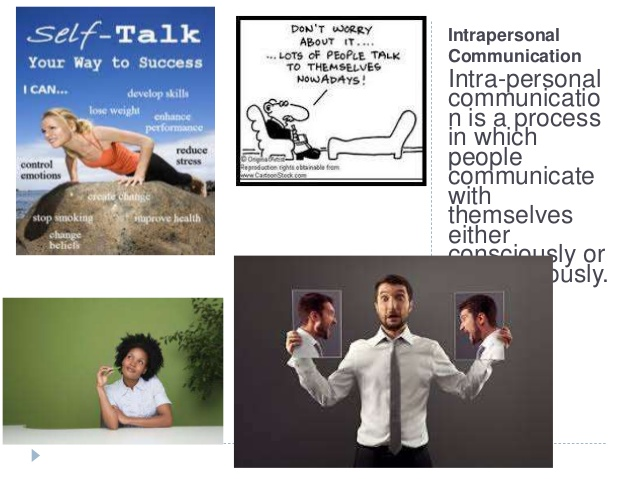 self-Talk
Your Way to Success
I CAN...
develop skills
lose weight
enhance
performance
reduce
stress
control
emotions
create change
stop smoking
improve health
change
beliefs
DON'T WORRY
ABOUT IT....
...LOTS OF PEOPLE TALK
TO THEMSELVES
NOWADAYS!
© Original Artist
Reproduction rights obtainable from
www.CartoonStock.com
Intrapersonal
Communication
Intra-personal
communicatio
n is a process
in which
people
communicate
with
themselves
either
consciously or
ously.